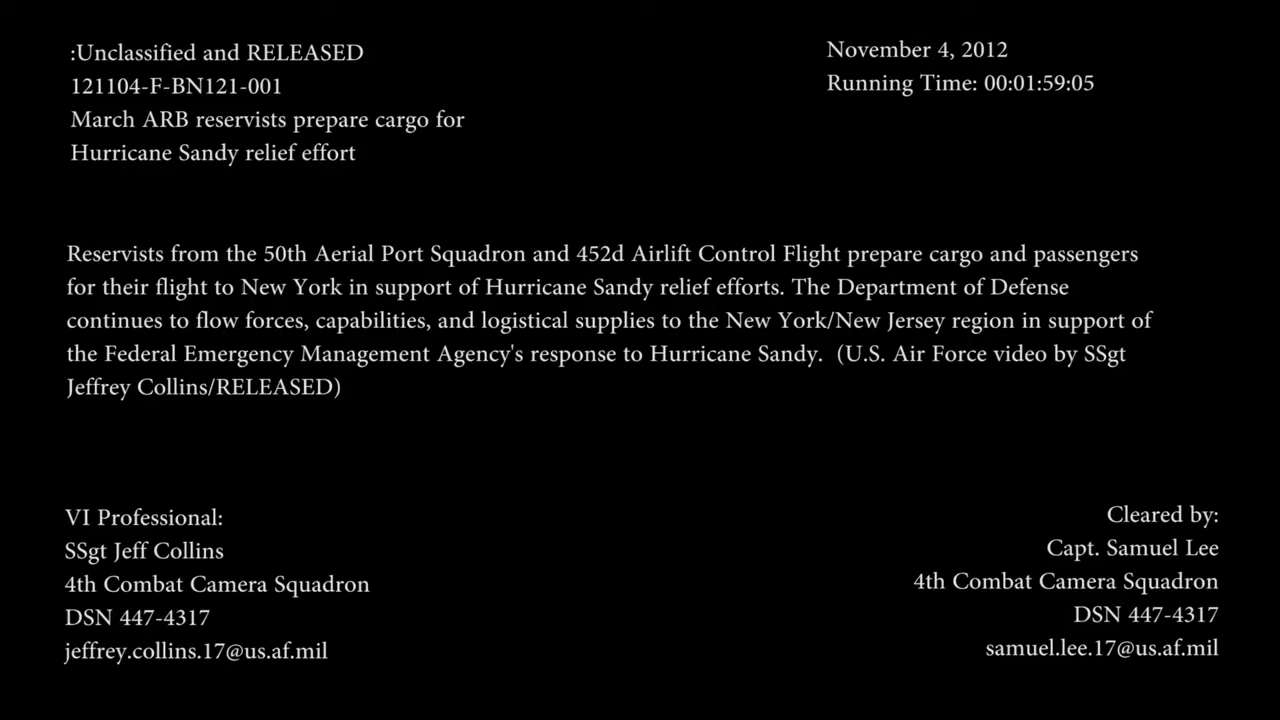 :Unclassified and RELEASED
121104-F-BN121-001
March ARB reservists prepare cargo for
Hurricane Sandy relief effort
November 4, 2012
Running Time: 00:01:59:05
Reservists from the 50th Aerial Port Squadron and 452d Airlift Control Flight prepare cargo and passengers
for their flight to New York in support of Hurricane Sandy relief efforts. The Department of Defense
continues to flow forces, capabilities, and logistical supplies to the New York/New Jersey region in support of
the Federal Emergency Management Agency's response to Hurricane Sandy.  (U.S. Air Force video by SSgt
Jeffrey Collins/RELEASED)
VI Professional:
SSgt Jeff Collins
4th Combat Camera Squadron
DSN 447-4317
jeffrey.collins.17@us.af.mil
Cleared by:
Capt. Samuel Lee
4th Combat Camera Squadron
DSN 447-4317
samuel.lee.17@us.af.mil